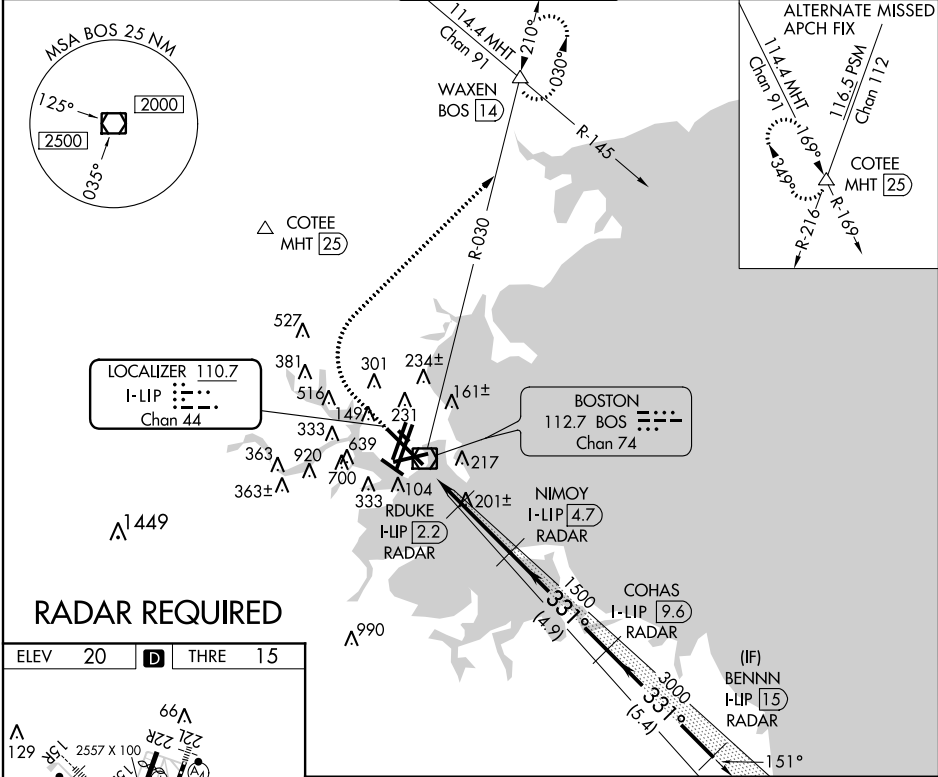 MSA BOS 25 NM
125°
2000
2500
035°
114.4 MHT
Chan 91
210°
030°
WAXEN
BOS 14
R-145
R-030
ALTERNATE MISSED
APCH FIX
114.4 MHT
Chan 91
116.5 PSM
Chan 112
169°
349°
COTEE
MHT 25
R-216
R-169
COTEE
MHT 25
527
381
301
234±
516
149
231
161±
LOCALIZER 110.7
I-LIP
Chan 44
BOSTON
112.7 BOS
Chan 74
333
639
363
920
700
217
363±
333
104
201±
RDUKE
I-LIP 2.2
RADAR
NIMOY
I-LIP 4.7
RADAR
1449
1500
331°
(4.9)
COHAS
I-LIP 9.6
RADAR
RADAR REQUIRED
990
3000
331°
(5.4)
(IF)
BENNN
I-LIP 15
RADAR
151°
ELEV 20 D THRE 15
66
129
15R
2557 X 100
22R
22L